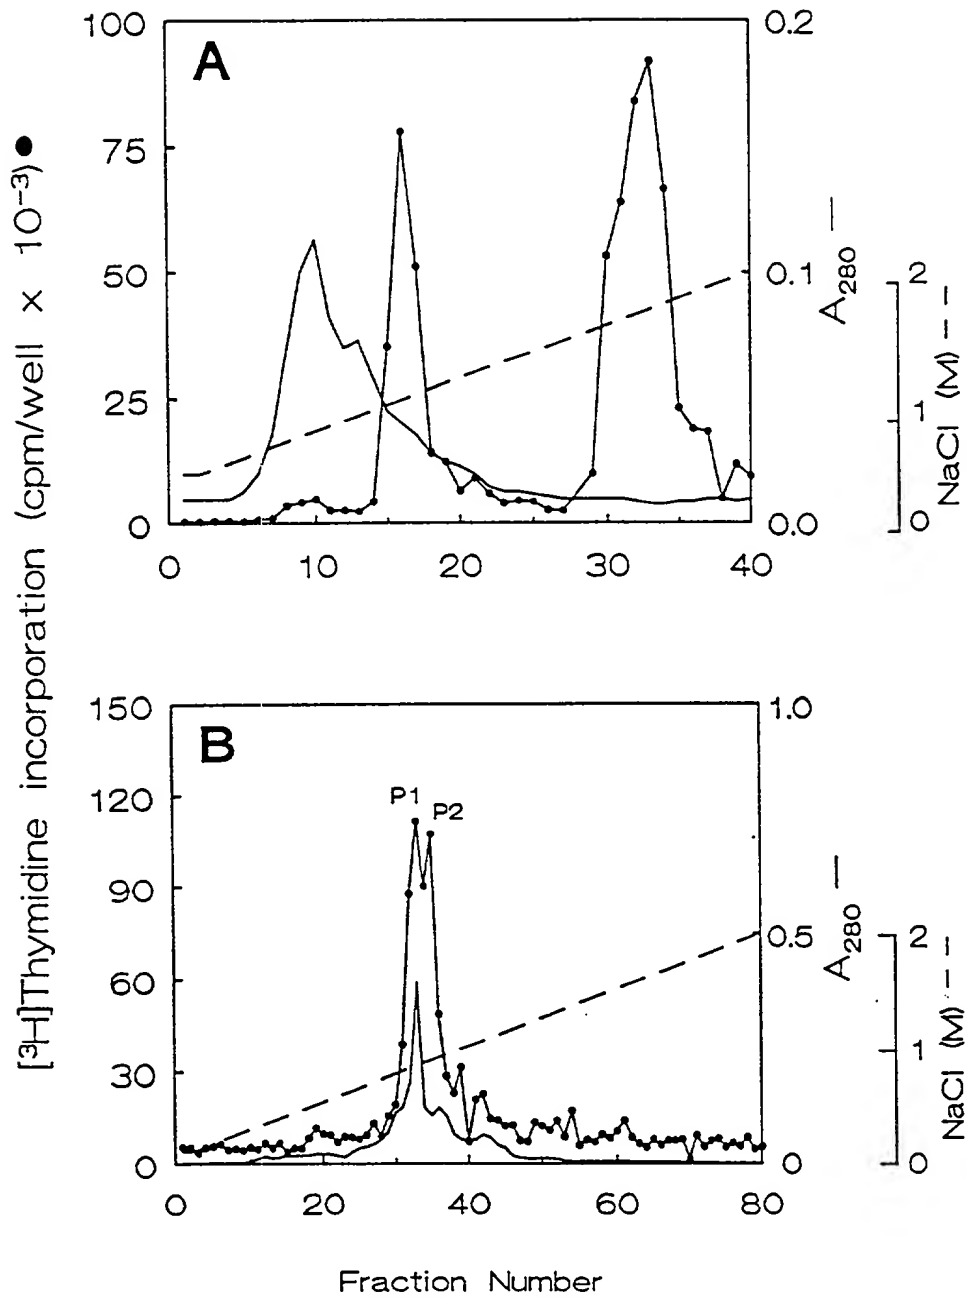 [³H]Thymidine incorporation (cpm/well x 10⁻³) ●
A
100
75
50
25
0
0 10 20 30 40
0.2
0.1
0.0
A₂₈₀ —
2
1
0
NaCl (M) – –
B
P1
P2
150
120
90
60
30
0
0 20 40 60 80
1.0
0.5
0
A₂₈₀ —
2
1
0
NaCl (M) – –
Fraction Number